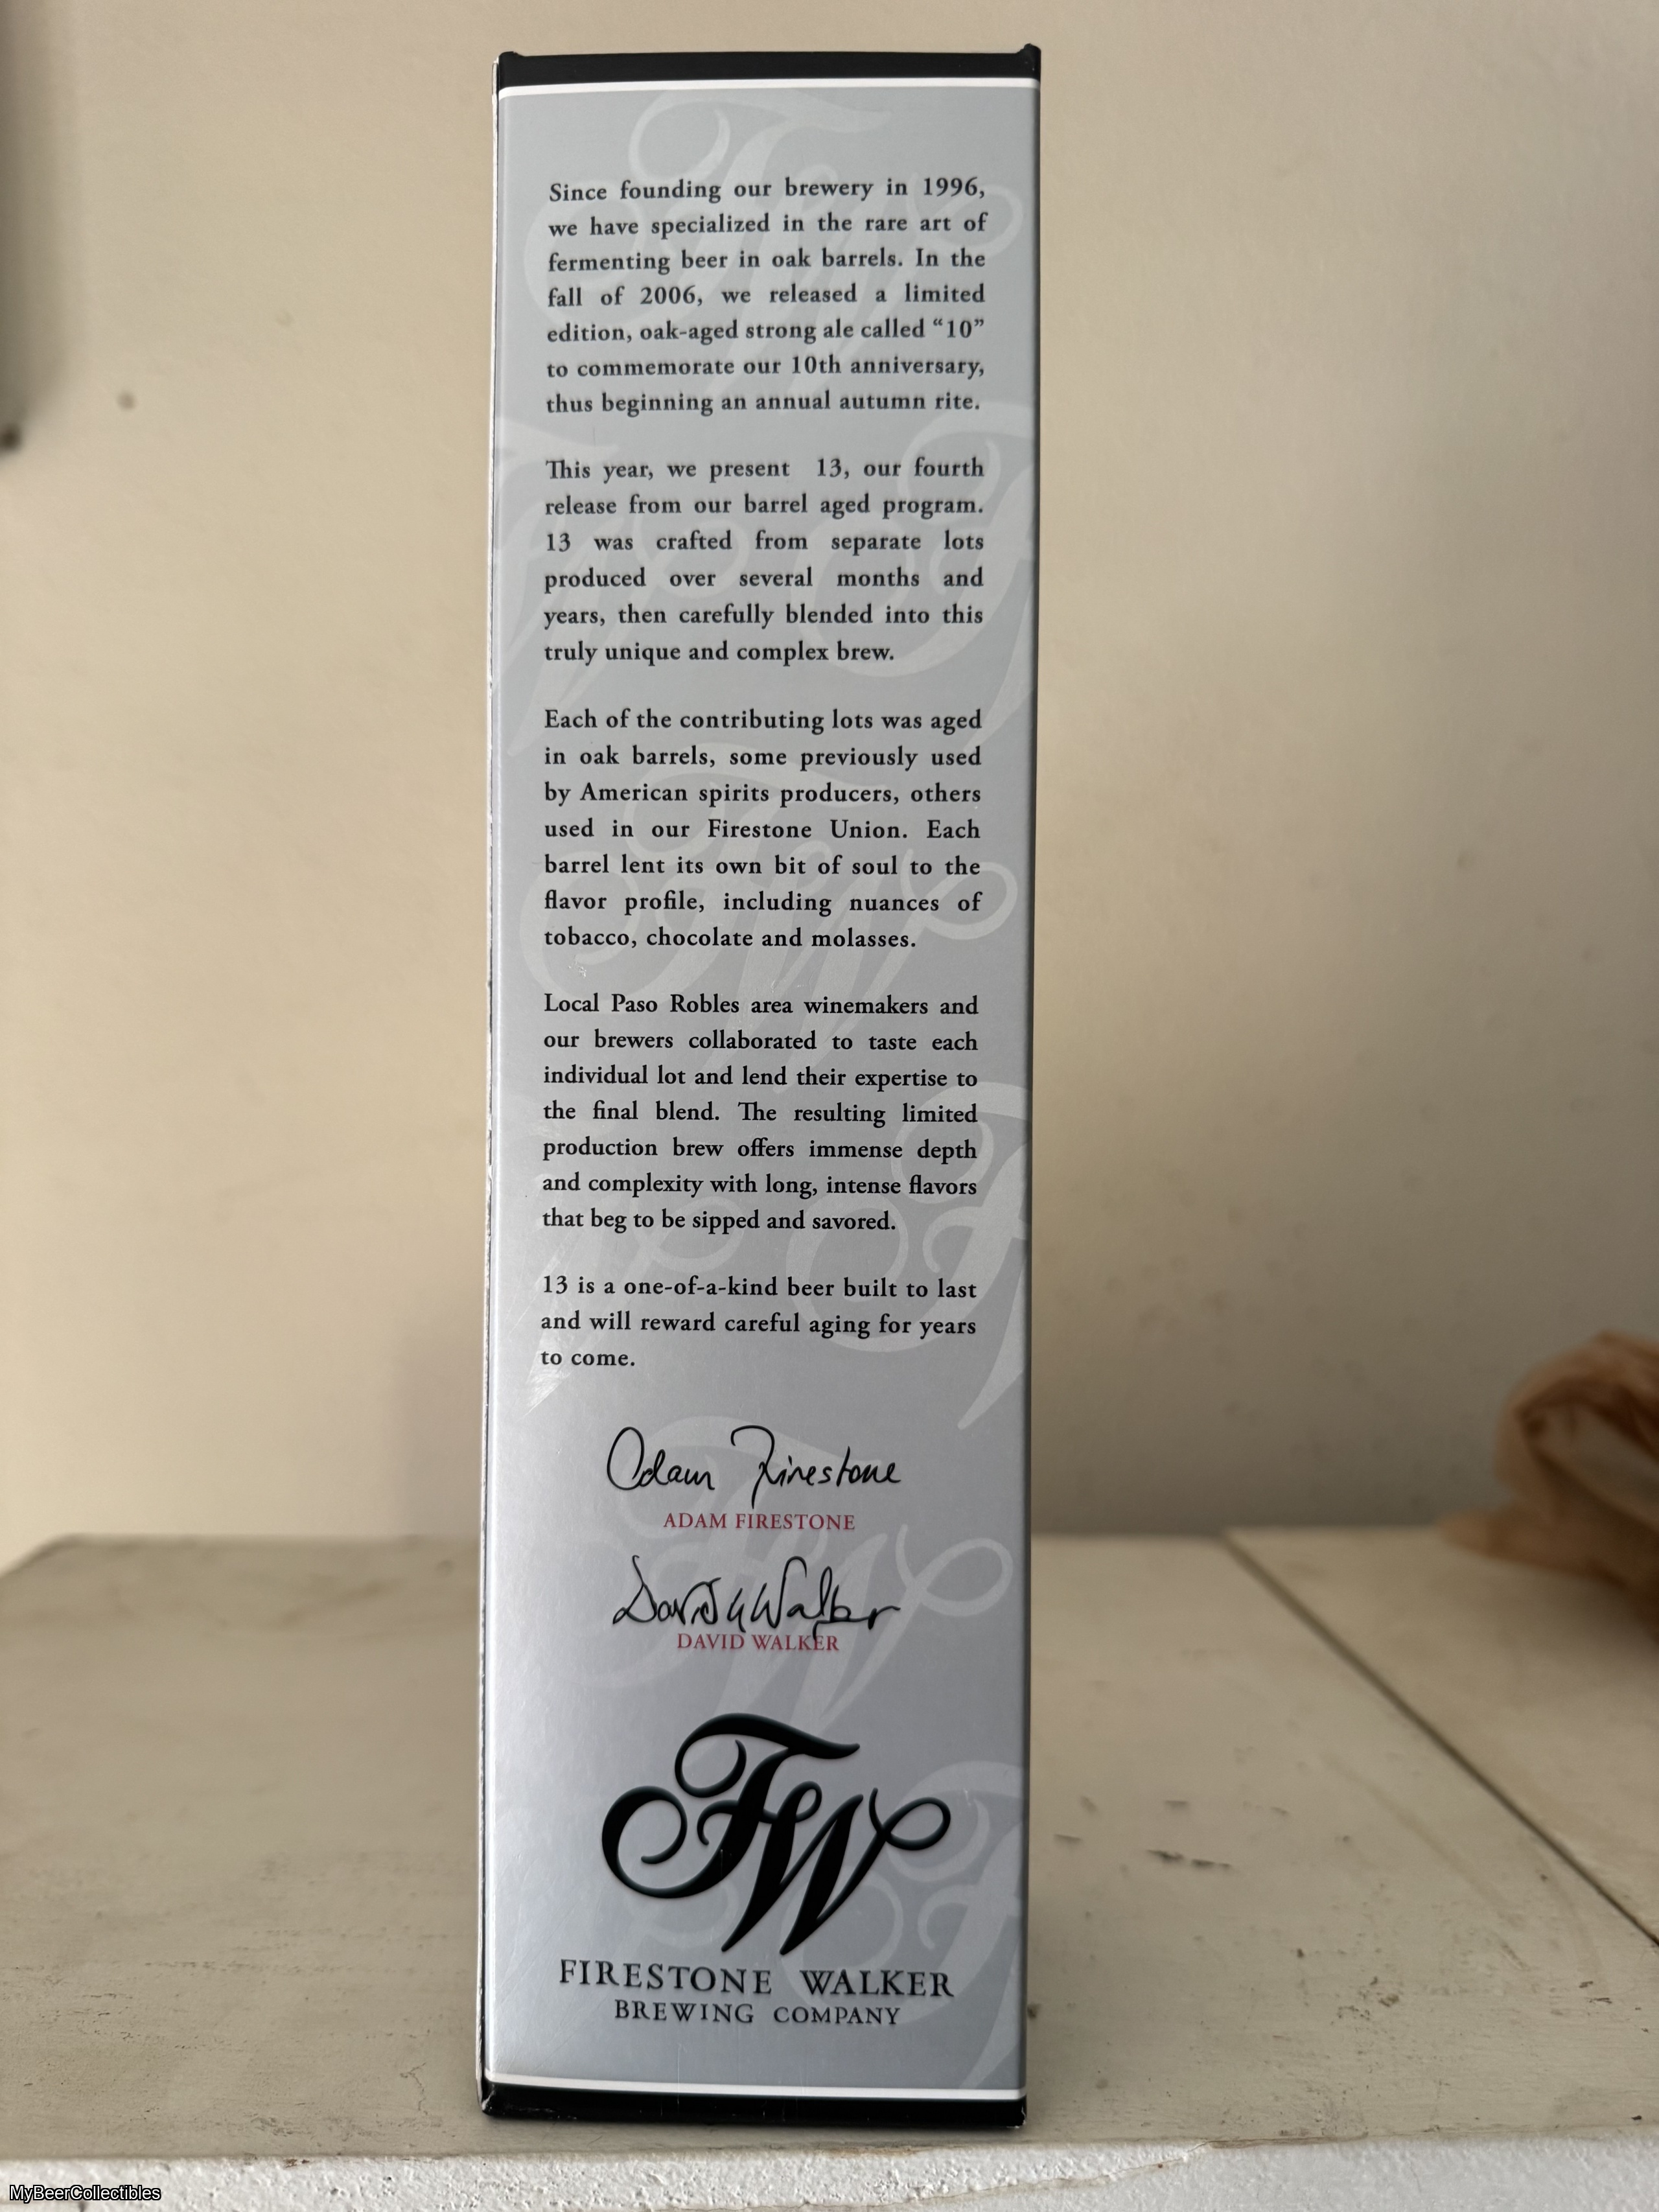 Since founding our brewery in 1996,
we have specialized in the rare art of
fermenting beer in oak barrels. In the
fall of 2006, we released a limited
edition, oak-aged strong ale called “10”
to commemorate our 10th anniversary,
thus beginning an annual autumn rite.
This year, we present 13, our fourth
release from our barrel aged program.
13 was crafted from separate lots
produced over several months and
years, then carefully blended into this
truly unique and complex brew.
Each of the contributing lots was aged
in oak barrels, some previously used
by American spirits producers, others
used in our Firestone Union. Each
barrel lent its own bit of soul to the
flavor profile, including nuances of
tobacco, chocolate and molasses.
Local Paso Robles area winemakers and
our brewers collaborated to taste each
individual lot and lend their expertise to
the final blend. The resulting limited
production brew offers immense depth
and complexity with long, intense flavors
that beg to be sipped and savored.
13 is a one-of-a-kind beer built to last
and will reward careful aging for years
to come.
Adam Firestone
ADAM FIRESTONE
David Walker
DAVID WALKER
FW
FIRESTONE WALKER
BREWING COMPANY
MyBeerCollectibles